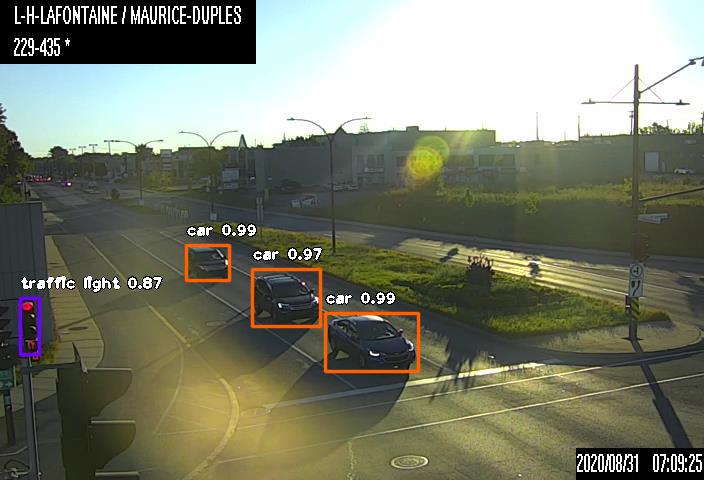 L-H-LAFONTAINE / MAURICE-DUPLES
229-435 *
car 0.99
car 0.97
traffic light 0.87
car 0.99
2020/08/31 07:09:25